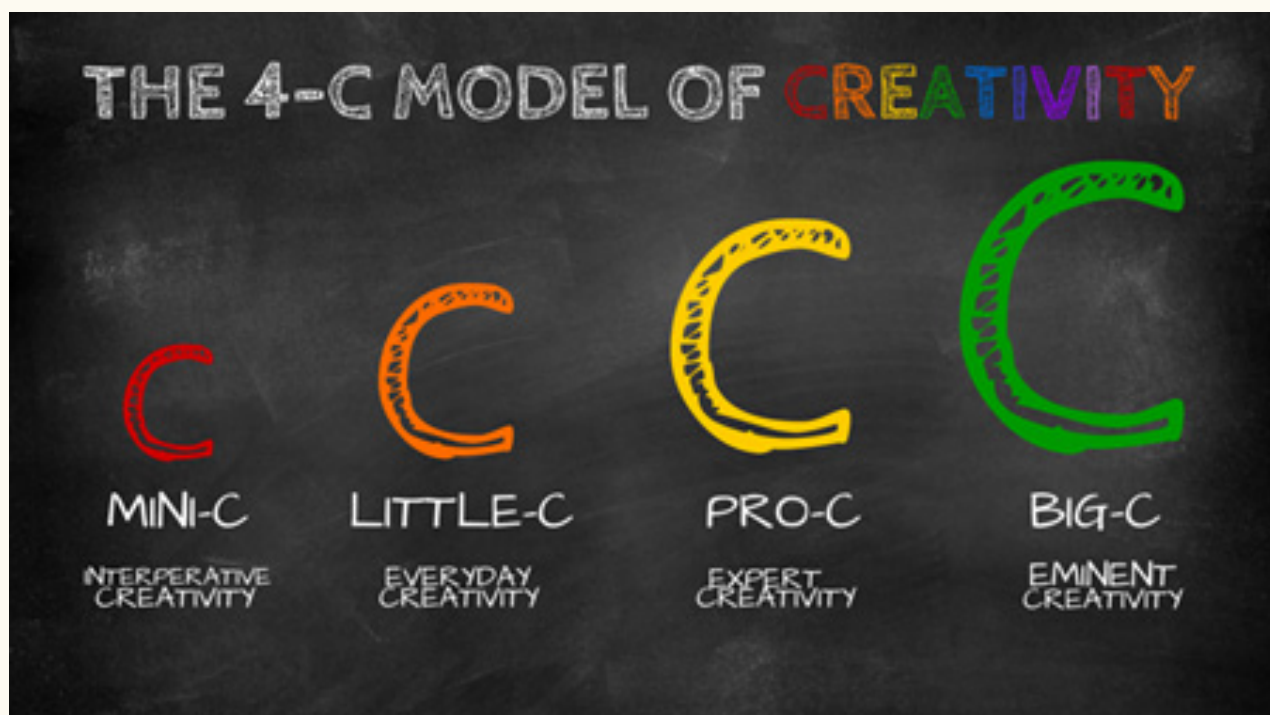 THE 4-C MODEL OF CREATIVITY
C C C C
MINI-C LITTLE-C PRO-C BIG-C
INTERPERATIVE EVERYDAY EXPERT EMINENT
CREATIVITY CREATIVITY CREATIVITY CREATIVITY